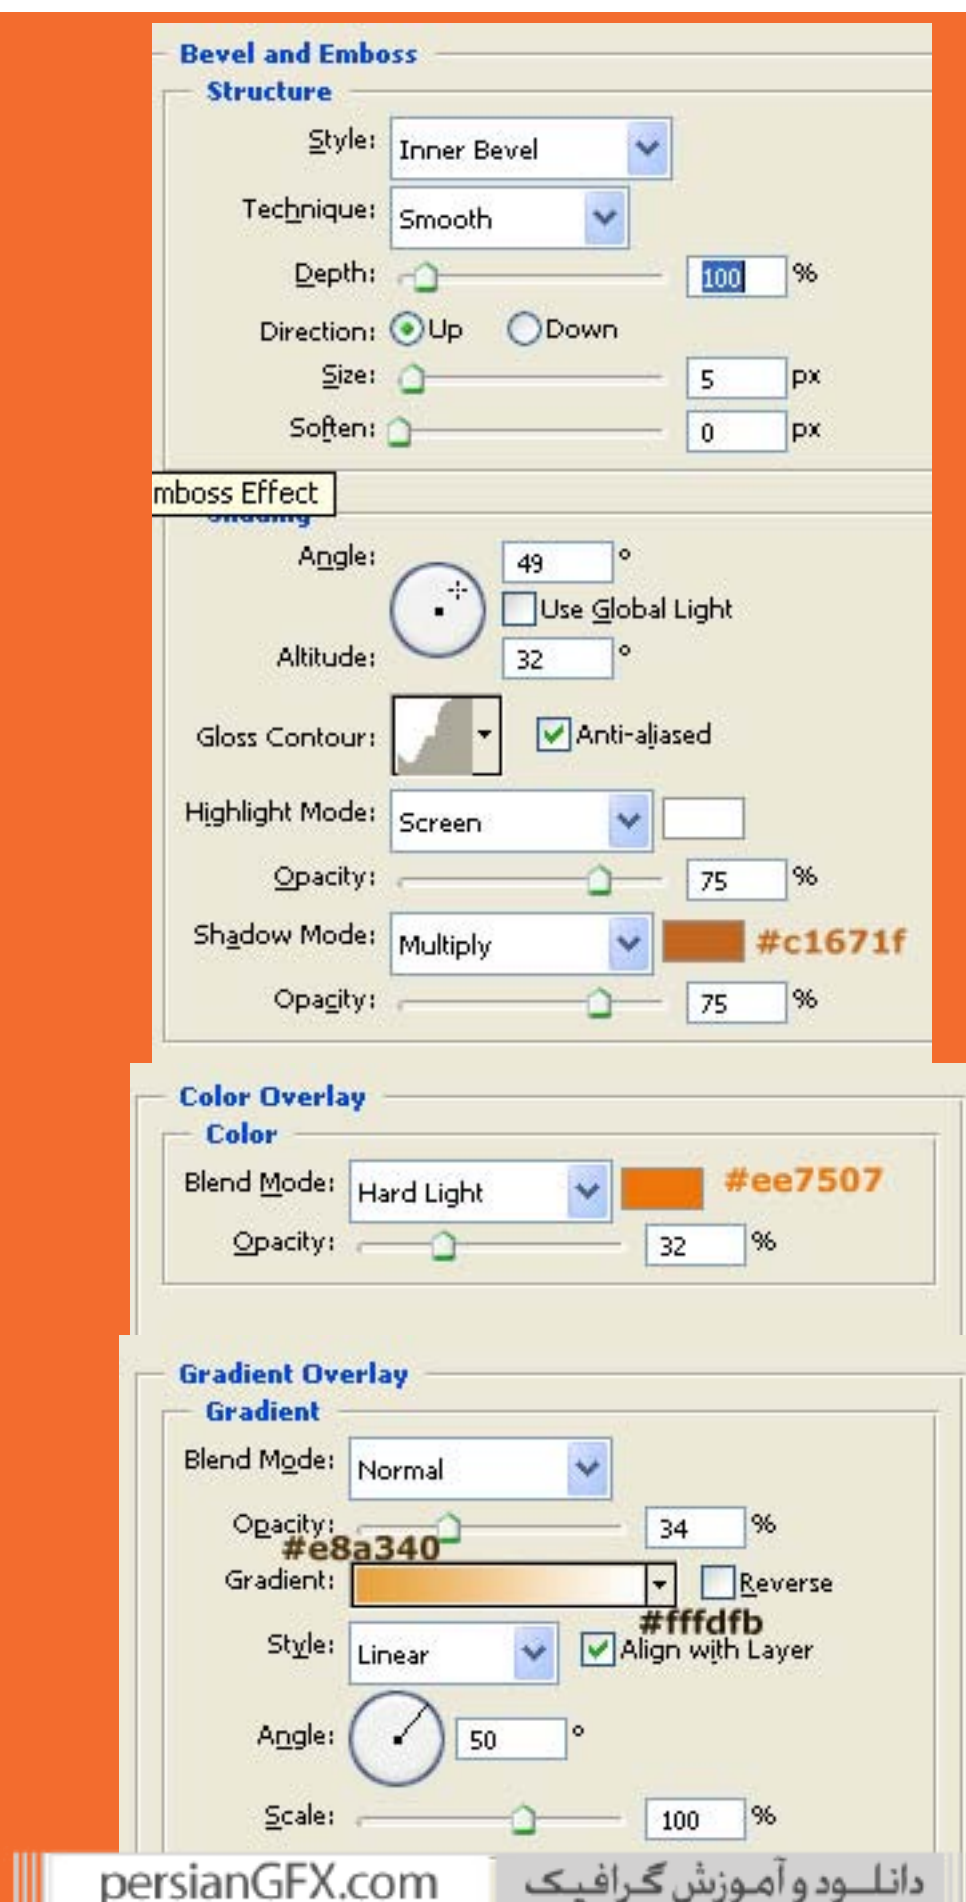 Bevel and Emboss
Structure
Style: Inner Bevel
Technique: Smooth
Depth: 100 %
Direction: Up Down
Size: 5 px
Soften: 0 px
mboss Effect
Shading
Angle: 49 °
Use Global Light
Altitude: 32 °
Gloss Contour: Anti-aliased
Highlight Mode: Screen
Opacity: 75 %
Shadow Mode: Multiply #c1671f
Opacity: 75 %
Color Overlay
Color
Blend Mode: Hard Light #ee7507
Opacity: 32 %
Gradient Overlay
Gradient
Blend Mode: Normal
Opacity: 34 %
#e8a340
Gradient: Reverse
#fffdfb
Style: Linear Align with Layer
Angle: 50 °
Scale: 100 %
persianGFX.com دانلود و آموزش گرافیک